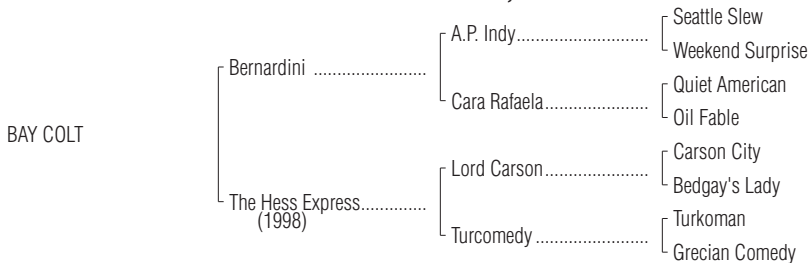 Seattle Slew
A.P. Indy
Weekend Surprise
Bernardini
Quiet American
Cara Rafaela
Oil Fable
BAY COLT
Carson City
Lord Carson
Bedgay's Lady
The Hess Express
(1998)
Turkoman
Turcomedy
Grecian Comedy